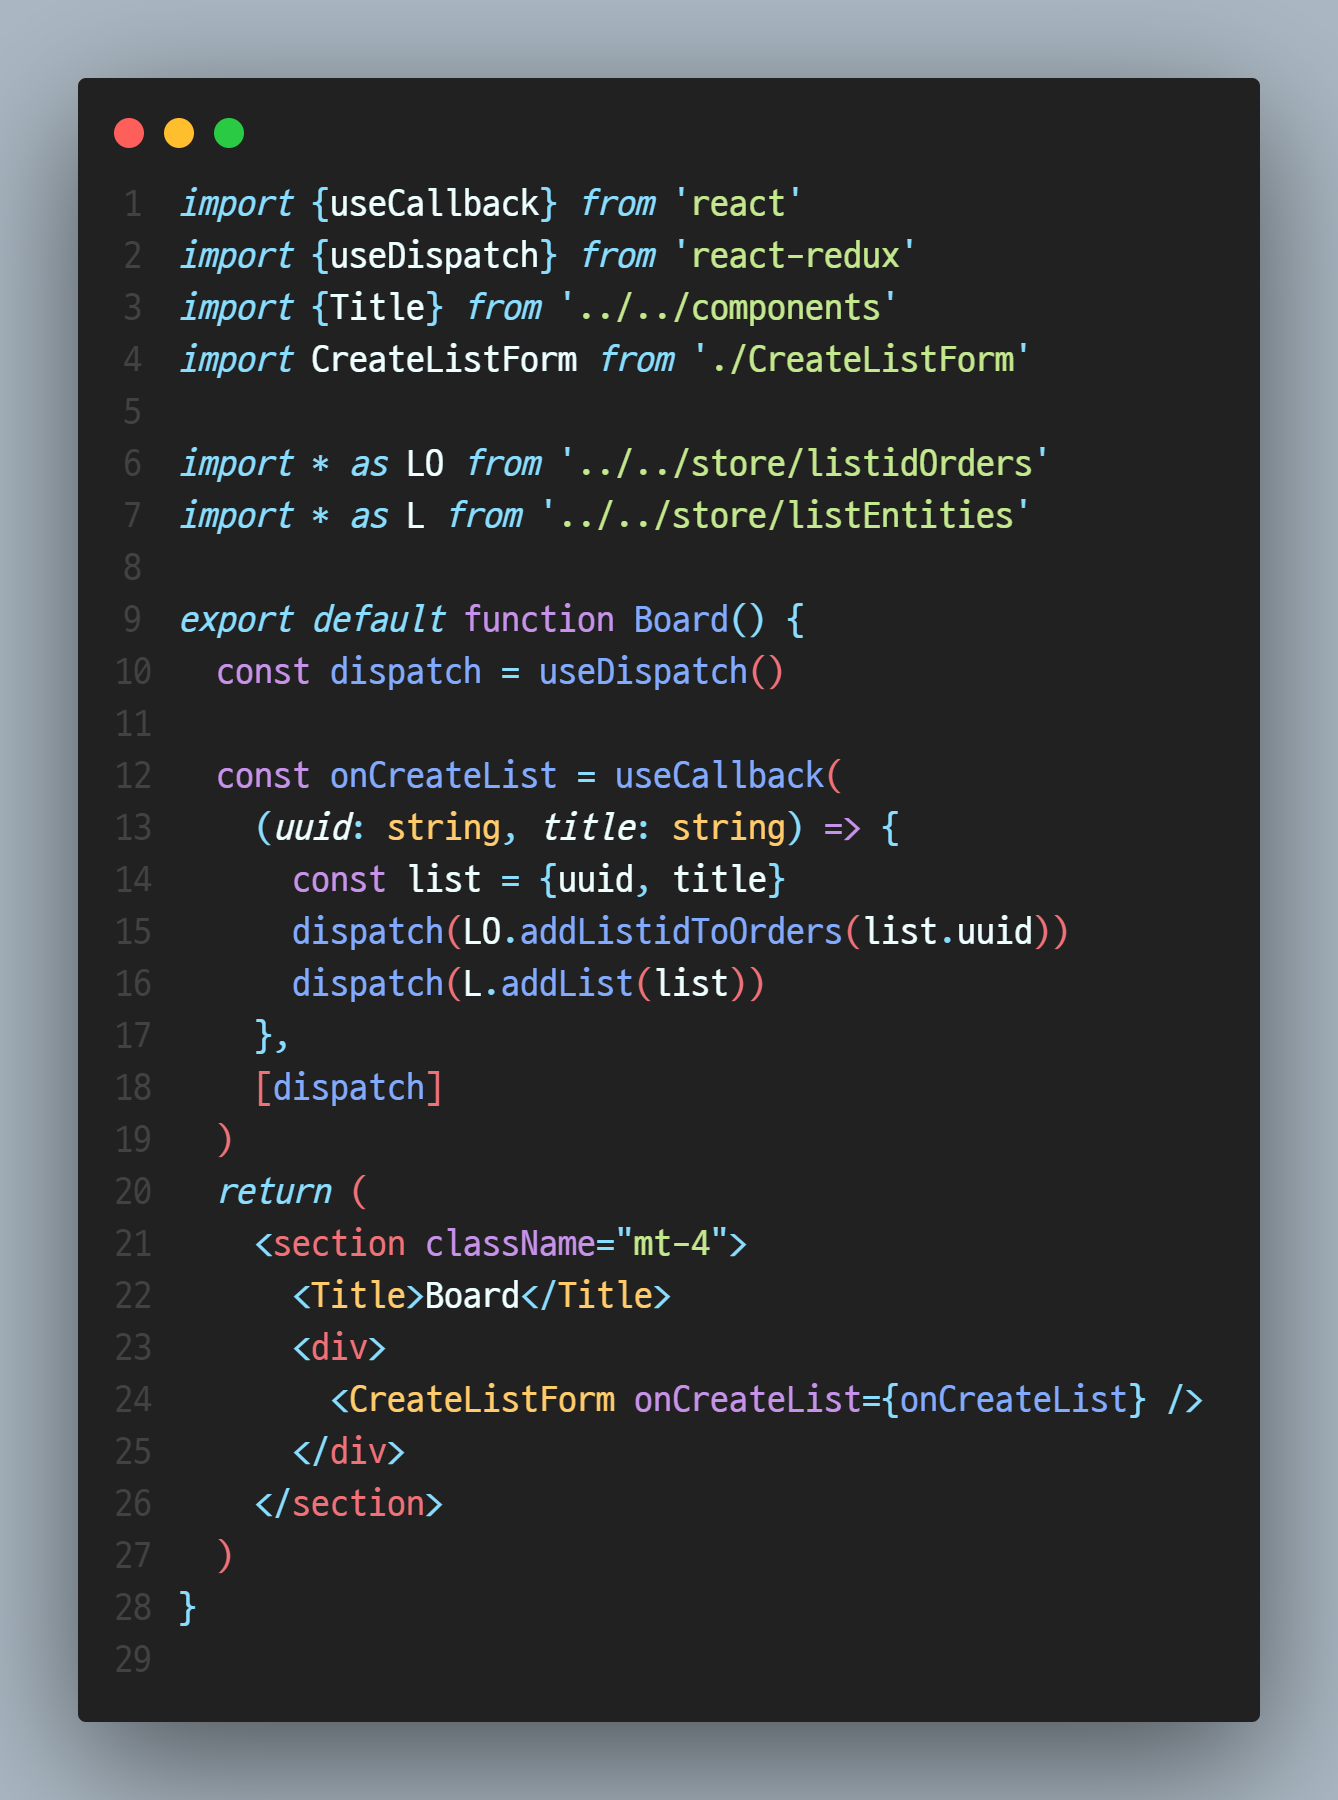 1 import {useCallback} from 'react'
2 import {useDispatch} from 'react-redux'
3 import {Title} from '../../components'
4 import CreateListForm from './CreateListForm'
5
6 import * as LO from '../../store/listidOrders'
7 import * as L from '../../store/listEntities'
8
9 export default function Board() {
10   const dispatch = useDispatch()
11
12   const onCreateList = useCallback(
13     (uuid: string, title: string) => {
14       const list = {uuid, title}
15       dispatch(LO.addListidToOrders(list.uuid))
16       dispatch(L.addList(list))
17     },
18     [dispatch]
19   )
20   return (
21     <section className="mt-4">
22       <Title>Board</Title>
23       <div>
24         <CreateListForm onCreateList={onCreateList} />
25       </div>
26     </section>
27   )
28 }
29